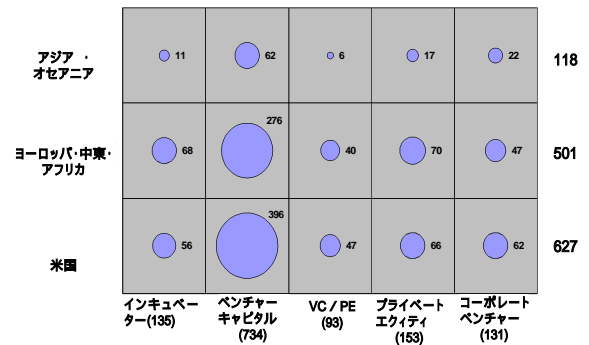 アジア ・
オセアニア
11
62
6
17
22
118
ヨーロッパ・中東・
アフリカ
68
276
40
70
47
501
米国
56
396
47
66
62
627
インキュベー
ター(135)
ベンチャー
キャピタル
(734)
VC / PE
(93)
プライベート
エクィティ
(153)
コーポレート
ベンチャー
(131)